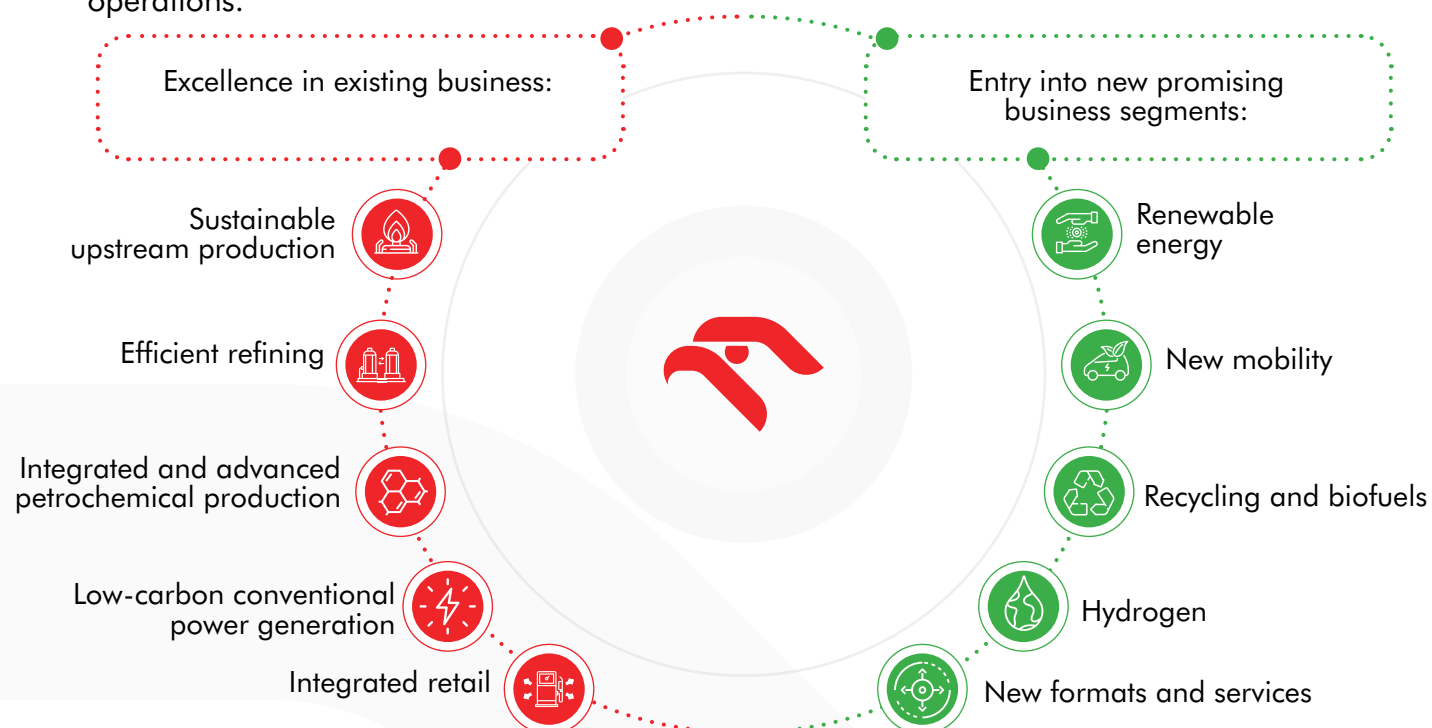 operations:
Excellence in existing business:
Sustainable
upstream production
Efficient refining
Integrated and advanced
petrochemical production
Low-carbon conventional
power generation
Integrated retail
Entry into new promising
business segments:
Renewable
energy
New mobility
Recycling and biofuels
Hydrogen
New formats and services